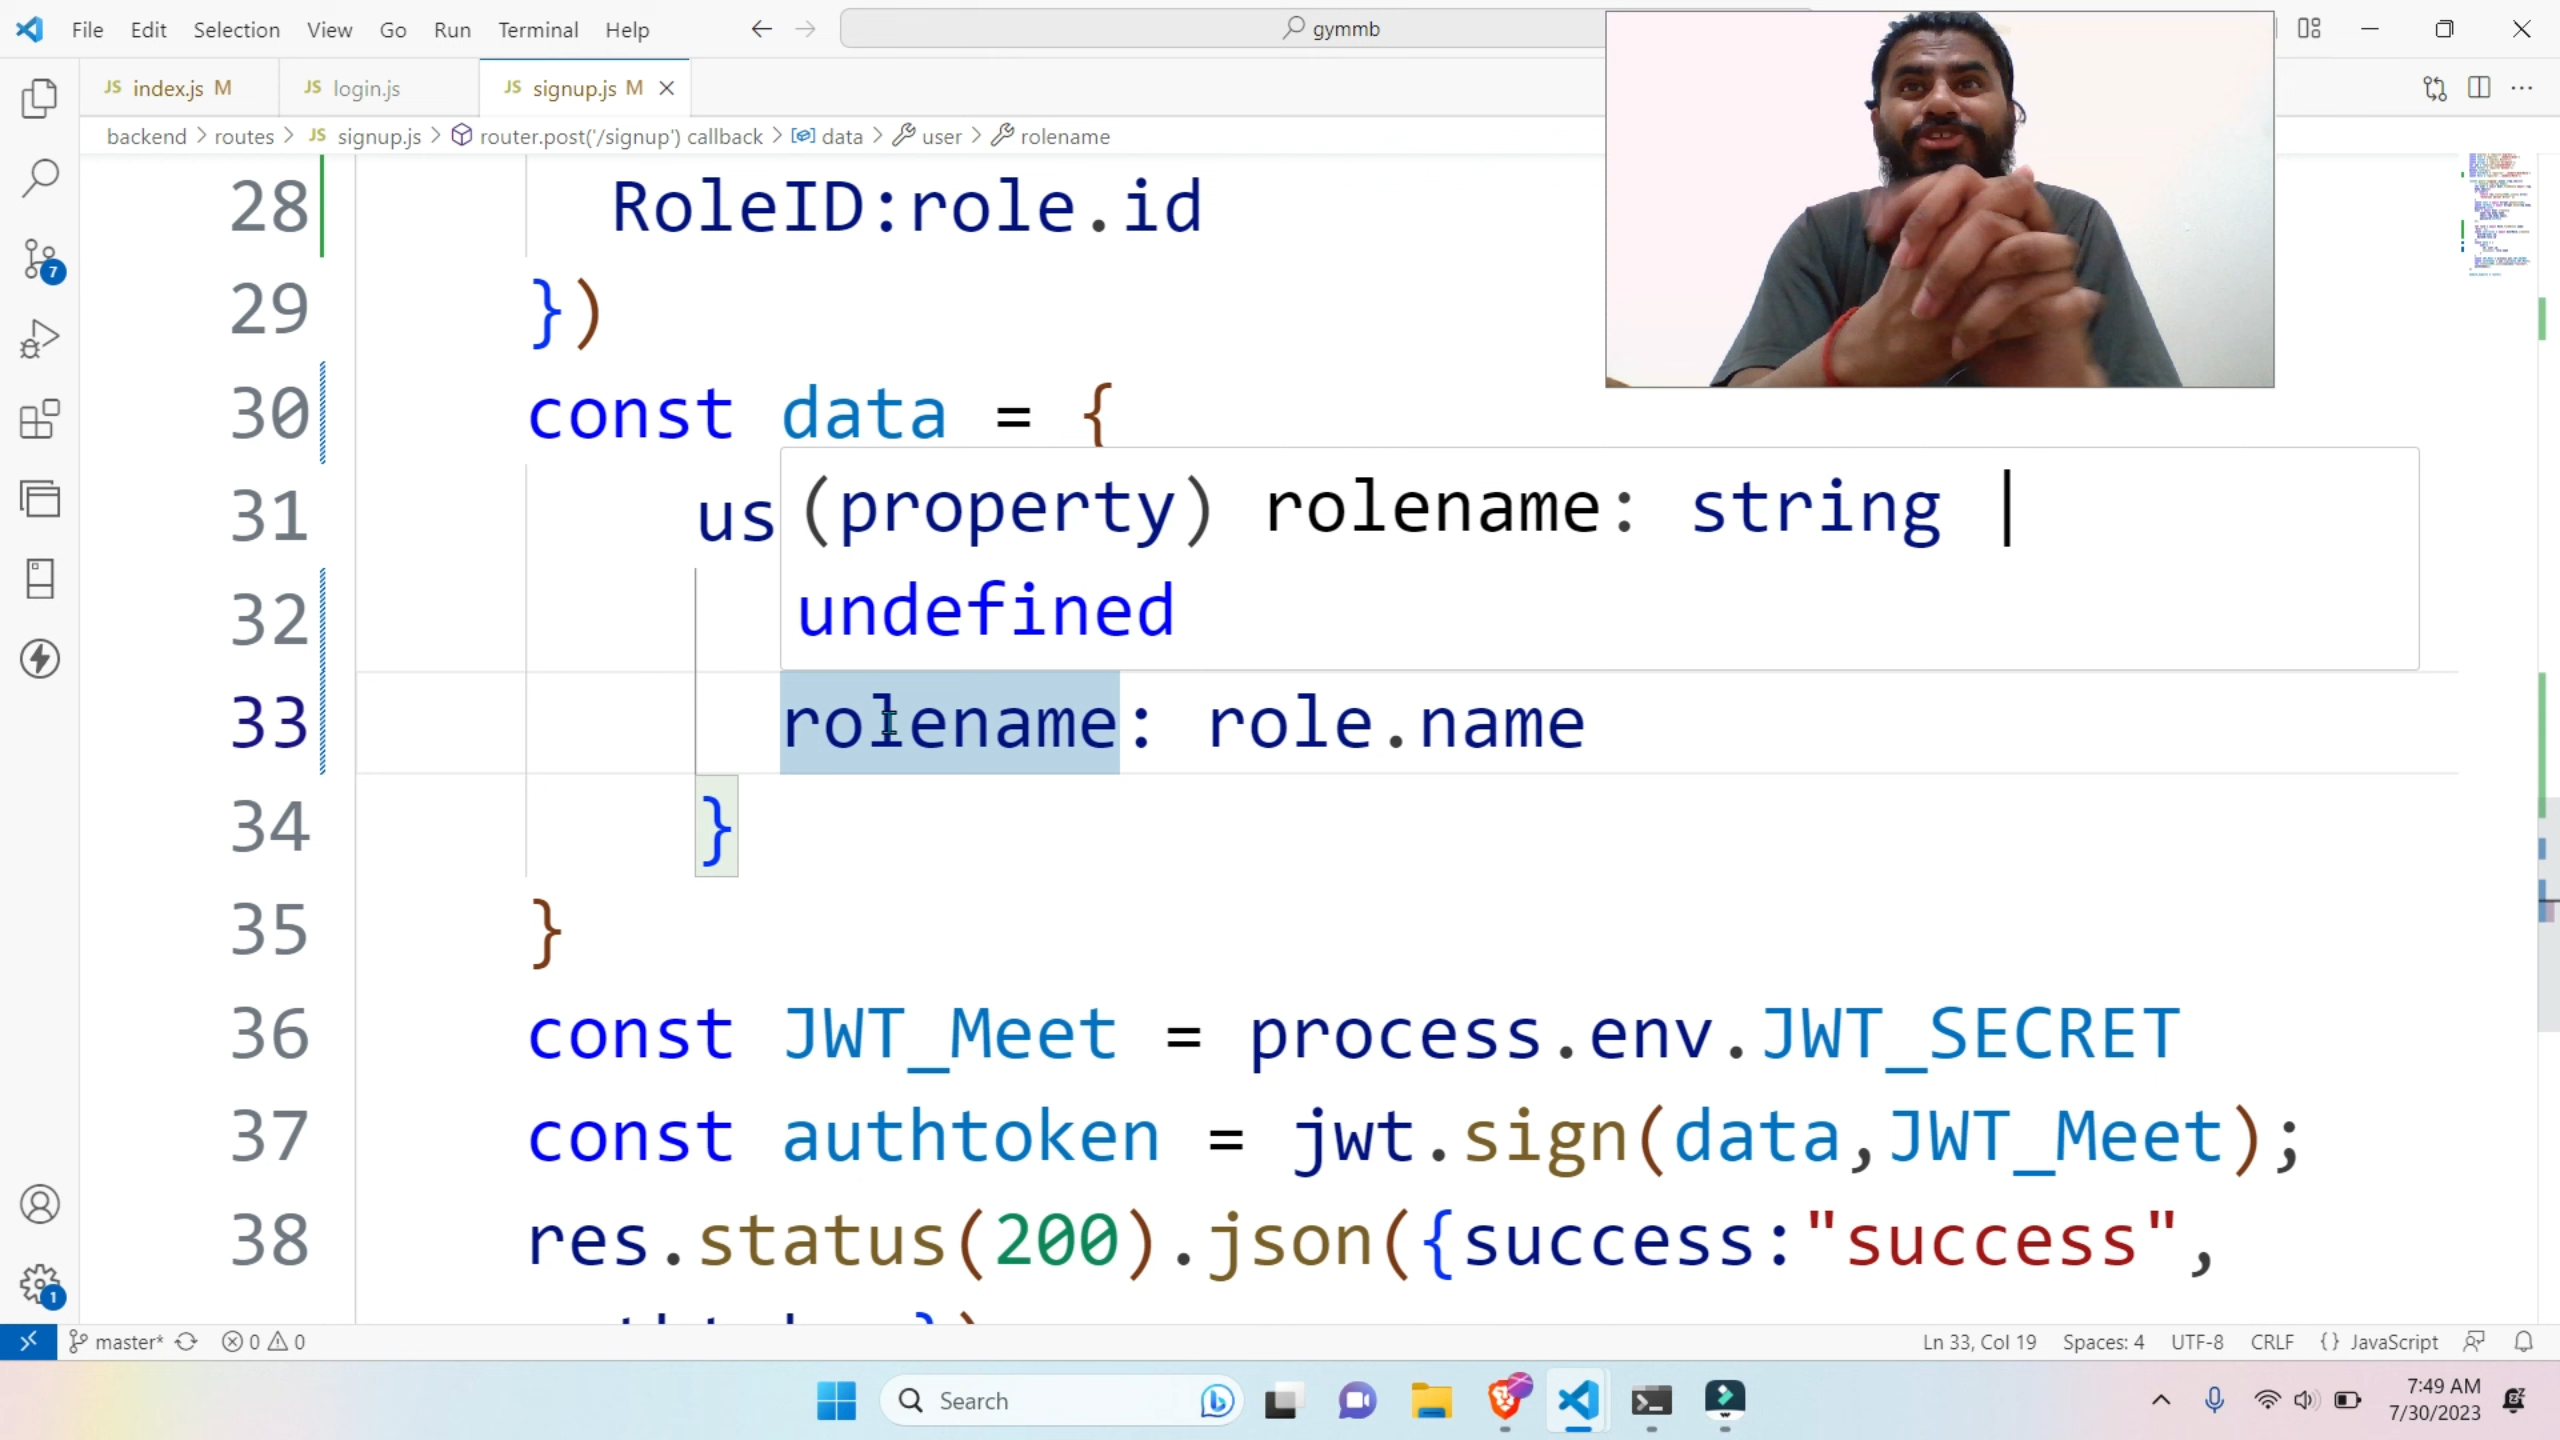 File Edit Selection View Go Run Terminal Help
gymmb
JS index.js M
JS login.js
JS signup.js M
backend > routes > JS signup.js > router.post('/signup') callback > data > user > rolename
28 RoleID:role.id
29 })
30 const data = {
31 us
(property) rolename: string |
undefined
32
33 rolename: role.name
34 }
35 }
36 const JWT_Meet = process.env.JWT_SECRET
37 const authtoken = jwt.sign(data,JWT_Meet);
38 res.status(200).json({success:"success",
7
1
master* 0 0
Ln 33, Col 19 Spaces: 4 UTF-8 CRLF {} JavaScript
Search
7:49 AM
7/30/2023